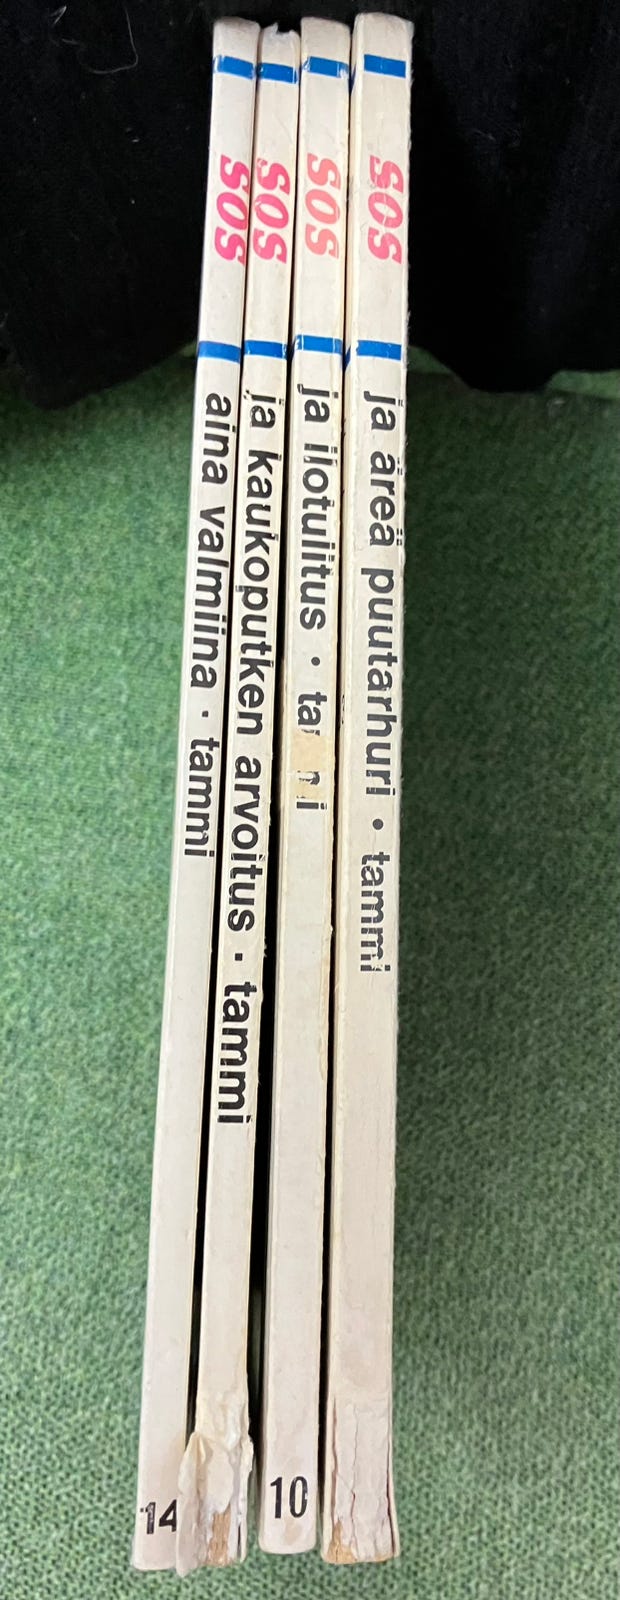 SOS aina valmiina · tammi
14
SOS ja kaukoputken arvoitus · tammi
SOS ja ilotulitus · tammi
10
SOS ja äreä puutarhuri · tammi